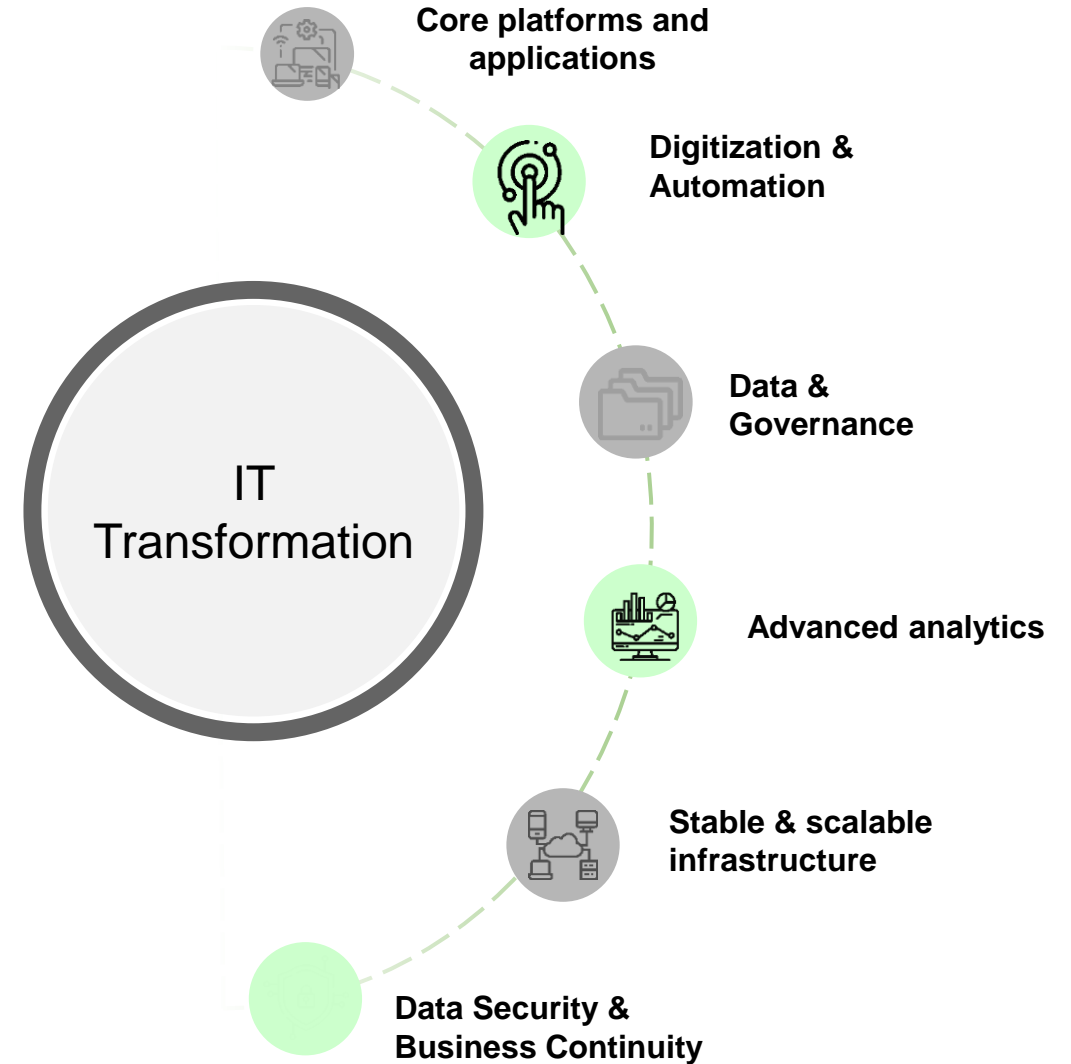 Core platforms and
applications
Digitization &
Automation
Data &
Governance
IT
Transformation
Advanced analytics
Stable & scalable
infrastructure
Data Security &
Business Continuity